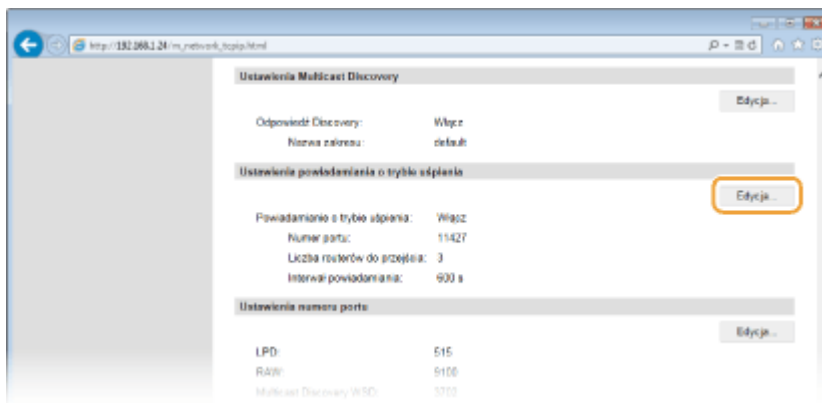 http://192.168.1.24/m_network_tcpip.html
Ustawienia Multicast Discovery
Edycja...
Odpowiedź Discovery: Włącz
Nazwa zakresu: default
Ustawienia powiadamiania o trybie uśpienia
Edycja...
Powiadamianie o trybie uśpienia: Włącz
Numer portu: 11427
Liczba routerów do przejścia: 3
Interwał powiadamiania: 600 s
Ustawienia numeru portu
Edycja...
LPD: 515
RAW: 9100
Multicast Discovery WSD: 3702